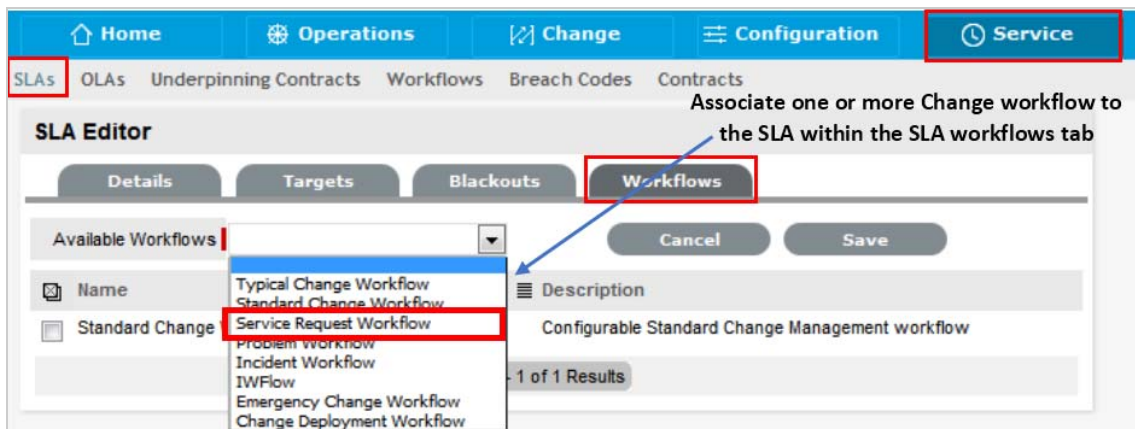 Home Operations Change Configuration Service
SLAs OLAs Underpinning Contracts Workflows Breach Codes Contracts
Associate one or more Change workflow to
the SLA within the SLA workflows tab
SLA Editor
Details Targets Blackouts Workflows
Available Workflows Cancel Save
Name Description
Typical Change Workflow
Standard Change Workflow
Service Request Workflow
Problem Workflow
Incident Workflow
IWFlow
Emergency Change Workflow
Change Deployment Workflow
Standard Change Configurable Standard Change Management workflow
1 of 1 Results